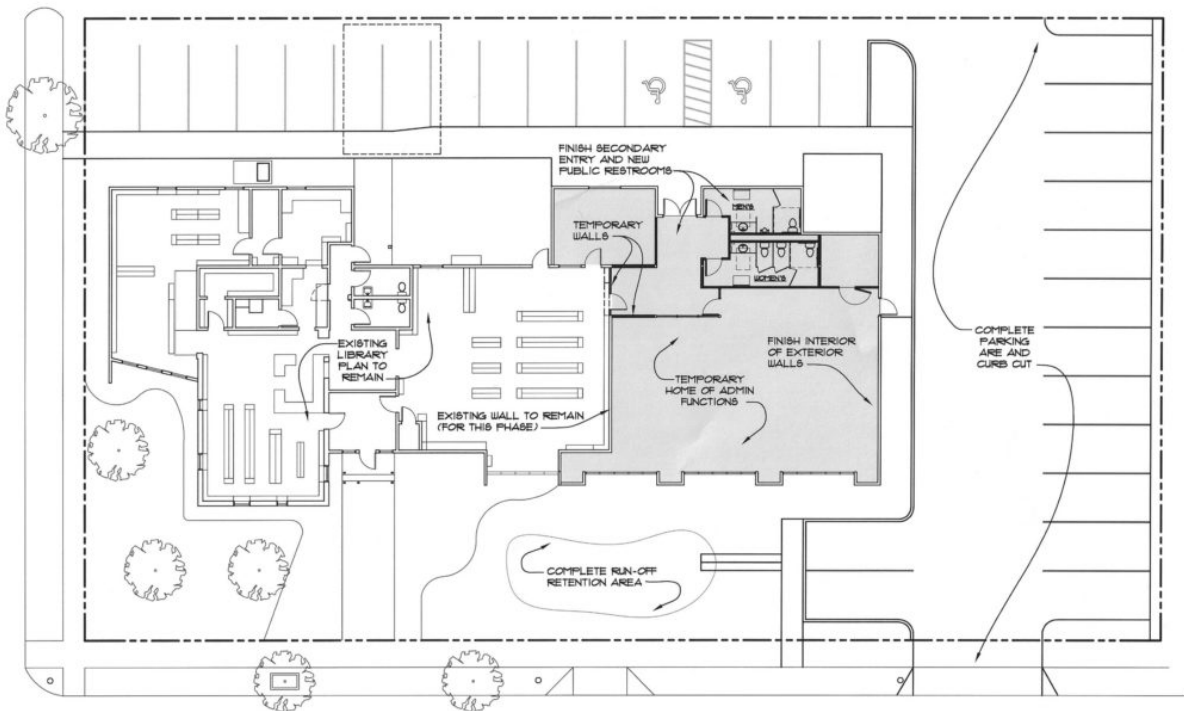 FINISH SECONDARY
ENTRY AND NEW
PUBLIC RESTROOMS
MEN'S
TEMPORARY
WALLS
WOMEN'S
EXISTING
LIBRARY
PLAN TO
REMAIN
FINISH INTERIOR
OF EXTERIOR
WALLS
COMPLETE
PARKING
ARE AND
CURB CUT
TEMPORARY
HOME OF ADMIN
FUNCTIONS
EXISTING WALL TO REMAIN
(FOR THIS PHASE)
COMPLETE RUN-OFF
RETENTION AREA